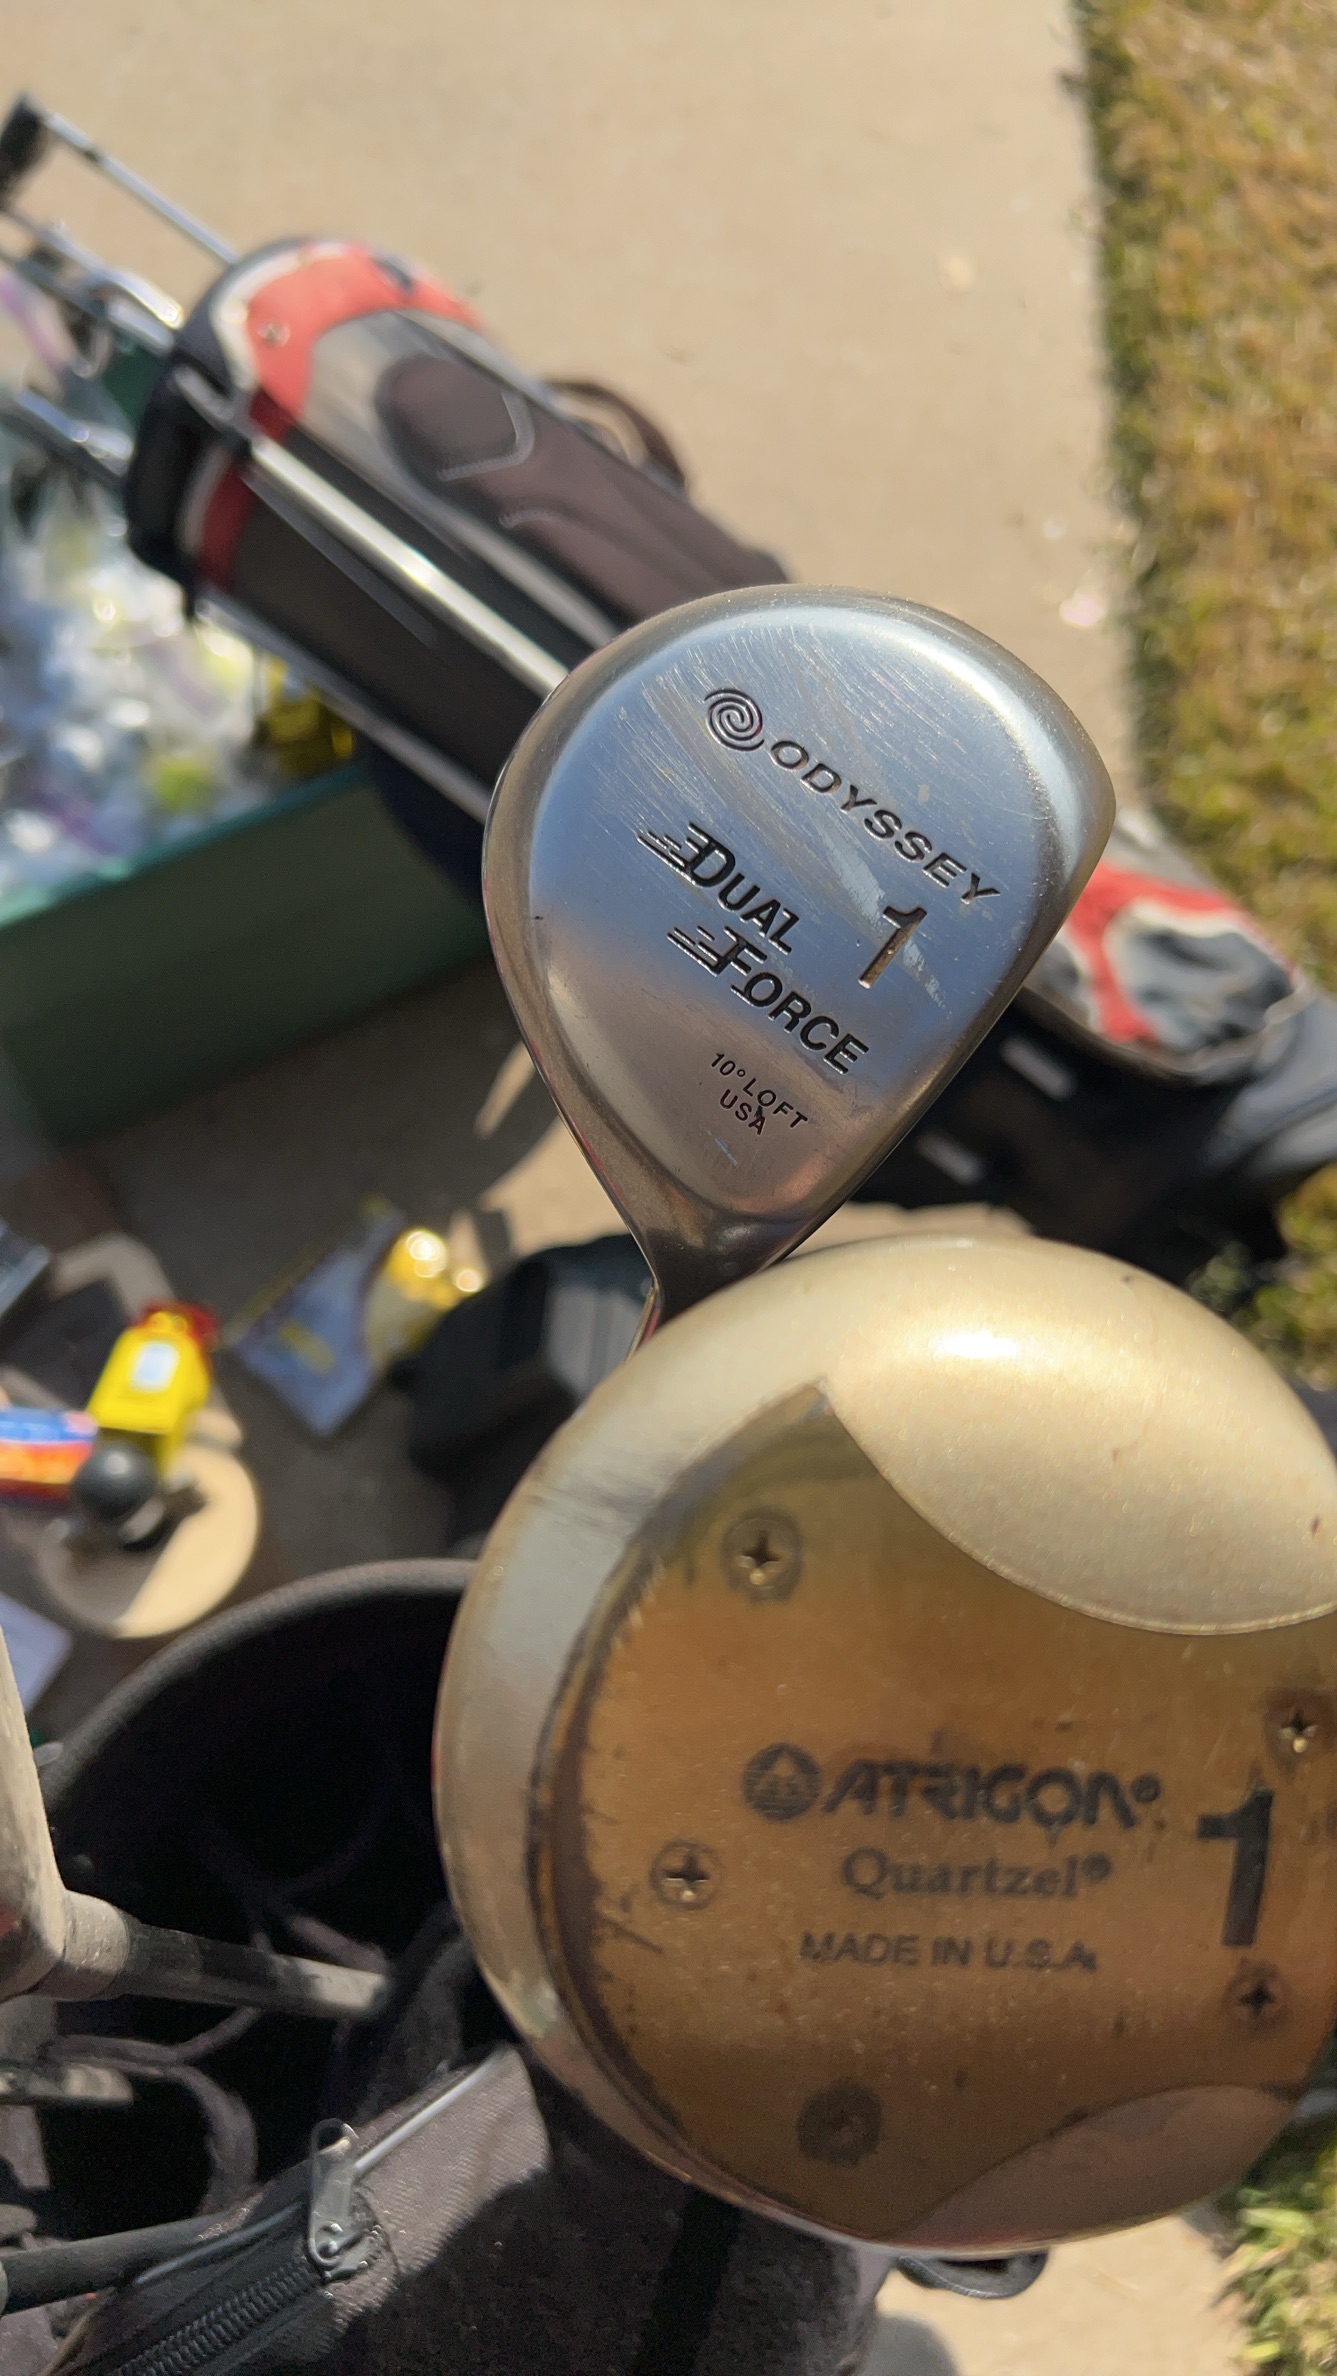 ODYSSEY
DUAL
FORCE
1
10° LOFT
USA
ATRIGON®
Quartzel®
MADE IN U.S.A.
1